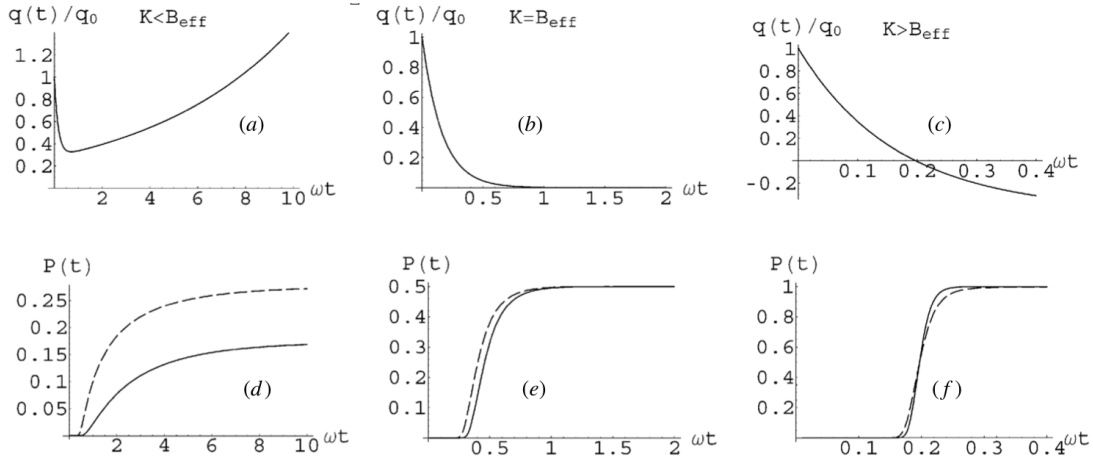 q(t)/q₀ K<B_eff
1.2
1
0.8
0.6
0.4
0.2
(a)
2 4 6 8 10 ωt
q(t)/q₀ K=B_eff
1
0.8
0.6
0.4
0.2
(b)
0.5 1 1.5 2 ωt
q(t)/q₀ K>B_eff
1
0.8
0.6
0.4
0.2
-0.2
(c)
0.1 0.2 0.3 0.4 ωt
P(t)
0.25
0.2
0.15
0.1
0.05
(d)
2 4 6 8 10 ωt
P(t)
0.5
0.4
0.3
0.2
0.1
(e)
0.5 1 1.5 2 ωt
P(t)
1
0.8
0.6
0.4
0.2
(f)
0.1 0.2 0.3 0.4 ωt